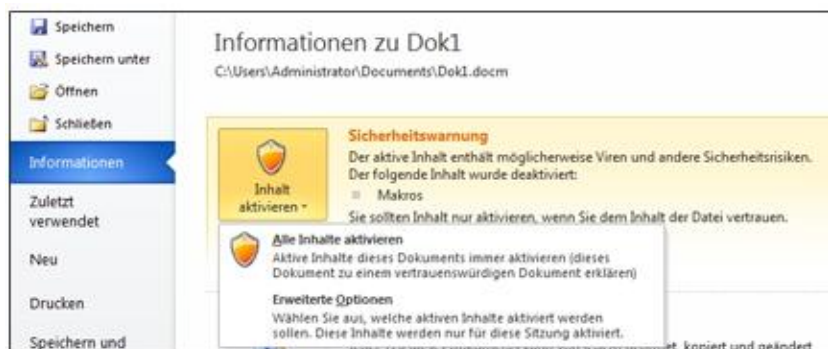 Speichern
Speichern unter
Öffnen
Schließen
Informationen
Zuletzt
verwendet
Neu
Drucken
Speichern und
Informationen zu Dok1
C:\Users\Administrator\Documents\Dok1.docm
Inhalt
aktivieren
Sicherheitswarnung
Der aktive Inhalt enthält möglicherweise Viren und andere Sicherheitsrisiken.
Der folgende Inhalt wurde deaktiviert:
Makros
Sie sollten Inhalt nur aktivieren, wenn Sie dem Inhalt der Datei vertrauen.
Alle Inhalte aktivieren
Aktive Inhalte dieses Dokuments immer aktivieren (dieses
Dokument zu einem vertrauenswürdigen Dokument erklären)
Erweiterte Optionen
Wählen Sie aus, welche aktiven Inhalte aktiviert werden
sollen. Diese Inhalte werden nur für diese Sitzung aktiviert.
kopiert und geändert